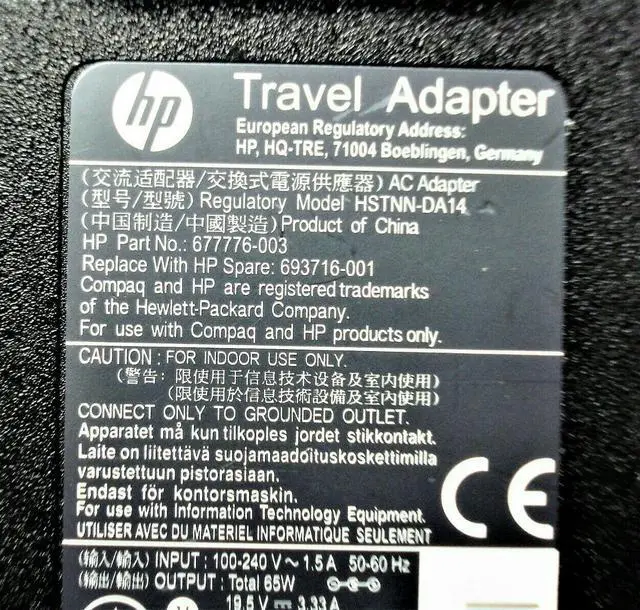 hp
Travel Adapter
European Regulatory Address:
HP, HQ-TRE, 71004 Boeblingen, Germany
(交流适配器/交換式電源供應器) AC Adapter
(型号/型號) Regulatory Model HSTNN-DA14
(中国制造/中國製造)Product of Chnn
HP Part No.: 677776-003
Replace With HP Spare: 693716-001
Compaq and HP are registered trademarks
of the Hewlett-Packard Company.
For use with Compaq and HP products only.
CAUTION : FOR INDOOR USE ONLY.
(警告: 限使用于信息技术设备及室内使用)
(限使用於信息技術設備及室內使用)
CONNECT ONLY TO GROUNDED OUTLET.
Apparatet må kun tilkoples jordet stikkontakt.
Laite on liitettävä suojamaadoituskoskettimilla
varustettuun pistorasiaan.
Endast för kontorsmaskin.
For use with Information Technology Equipment.
UTILISER AVEC DU MATERIEL INFORMATIQUE SEULEMENT
CE
(输入/輸入) INPUT: 100-240 V~ 1.5 A 50-60 Hz
(输出/輸出) OUTPUT: Total 65W
19.5 V ⎓ 3.33 A